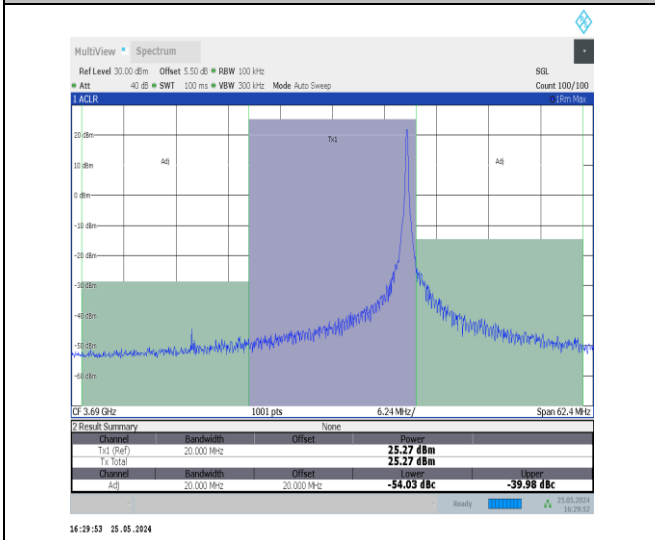 MultiView Spectrum
Ref Level 30.00 dBm Offset 5.50 dB RBW 100 kHz SGL
Att 40 dB SWT 100 ms VBW 300 kHz Mode Auto Sweep Count 100/100
1 ACLR 1Rm Max
Tx1
20 dBm
Adj Adj
10 dBm
0 dBm
-10 dBm
-20 dBm
-30 dBm
-40 dBm
-50 dBm
-60 dBm
CF 3.69 GHz 1001 pts 6.24 MHz/ Span 62.4 MHz
2 Result Summary None
Channel Bandwidth Offset Power
Tx1 (Ref) 20.000 MHz 25.27 dBm
Tx Total 25.27 dBm
Channel Bandwidth Offset Lower Upper
Adj 20.000 MHz 20.000 MHz -54.03 dBc -39.98 dBc
Ready 25.05.2024
16:29:52
16:29:53 25.05.2024